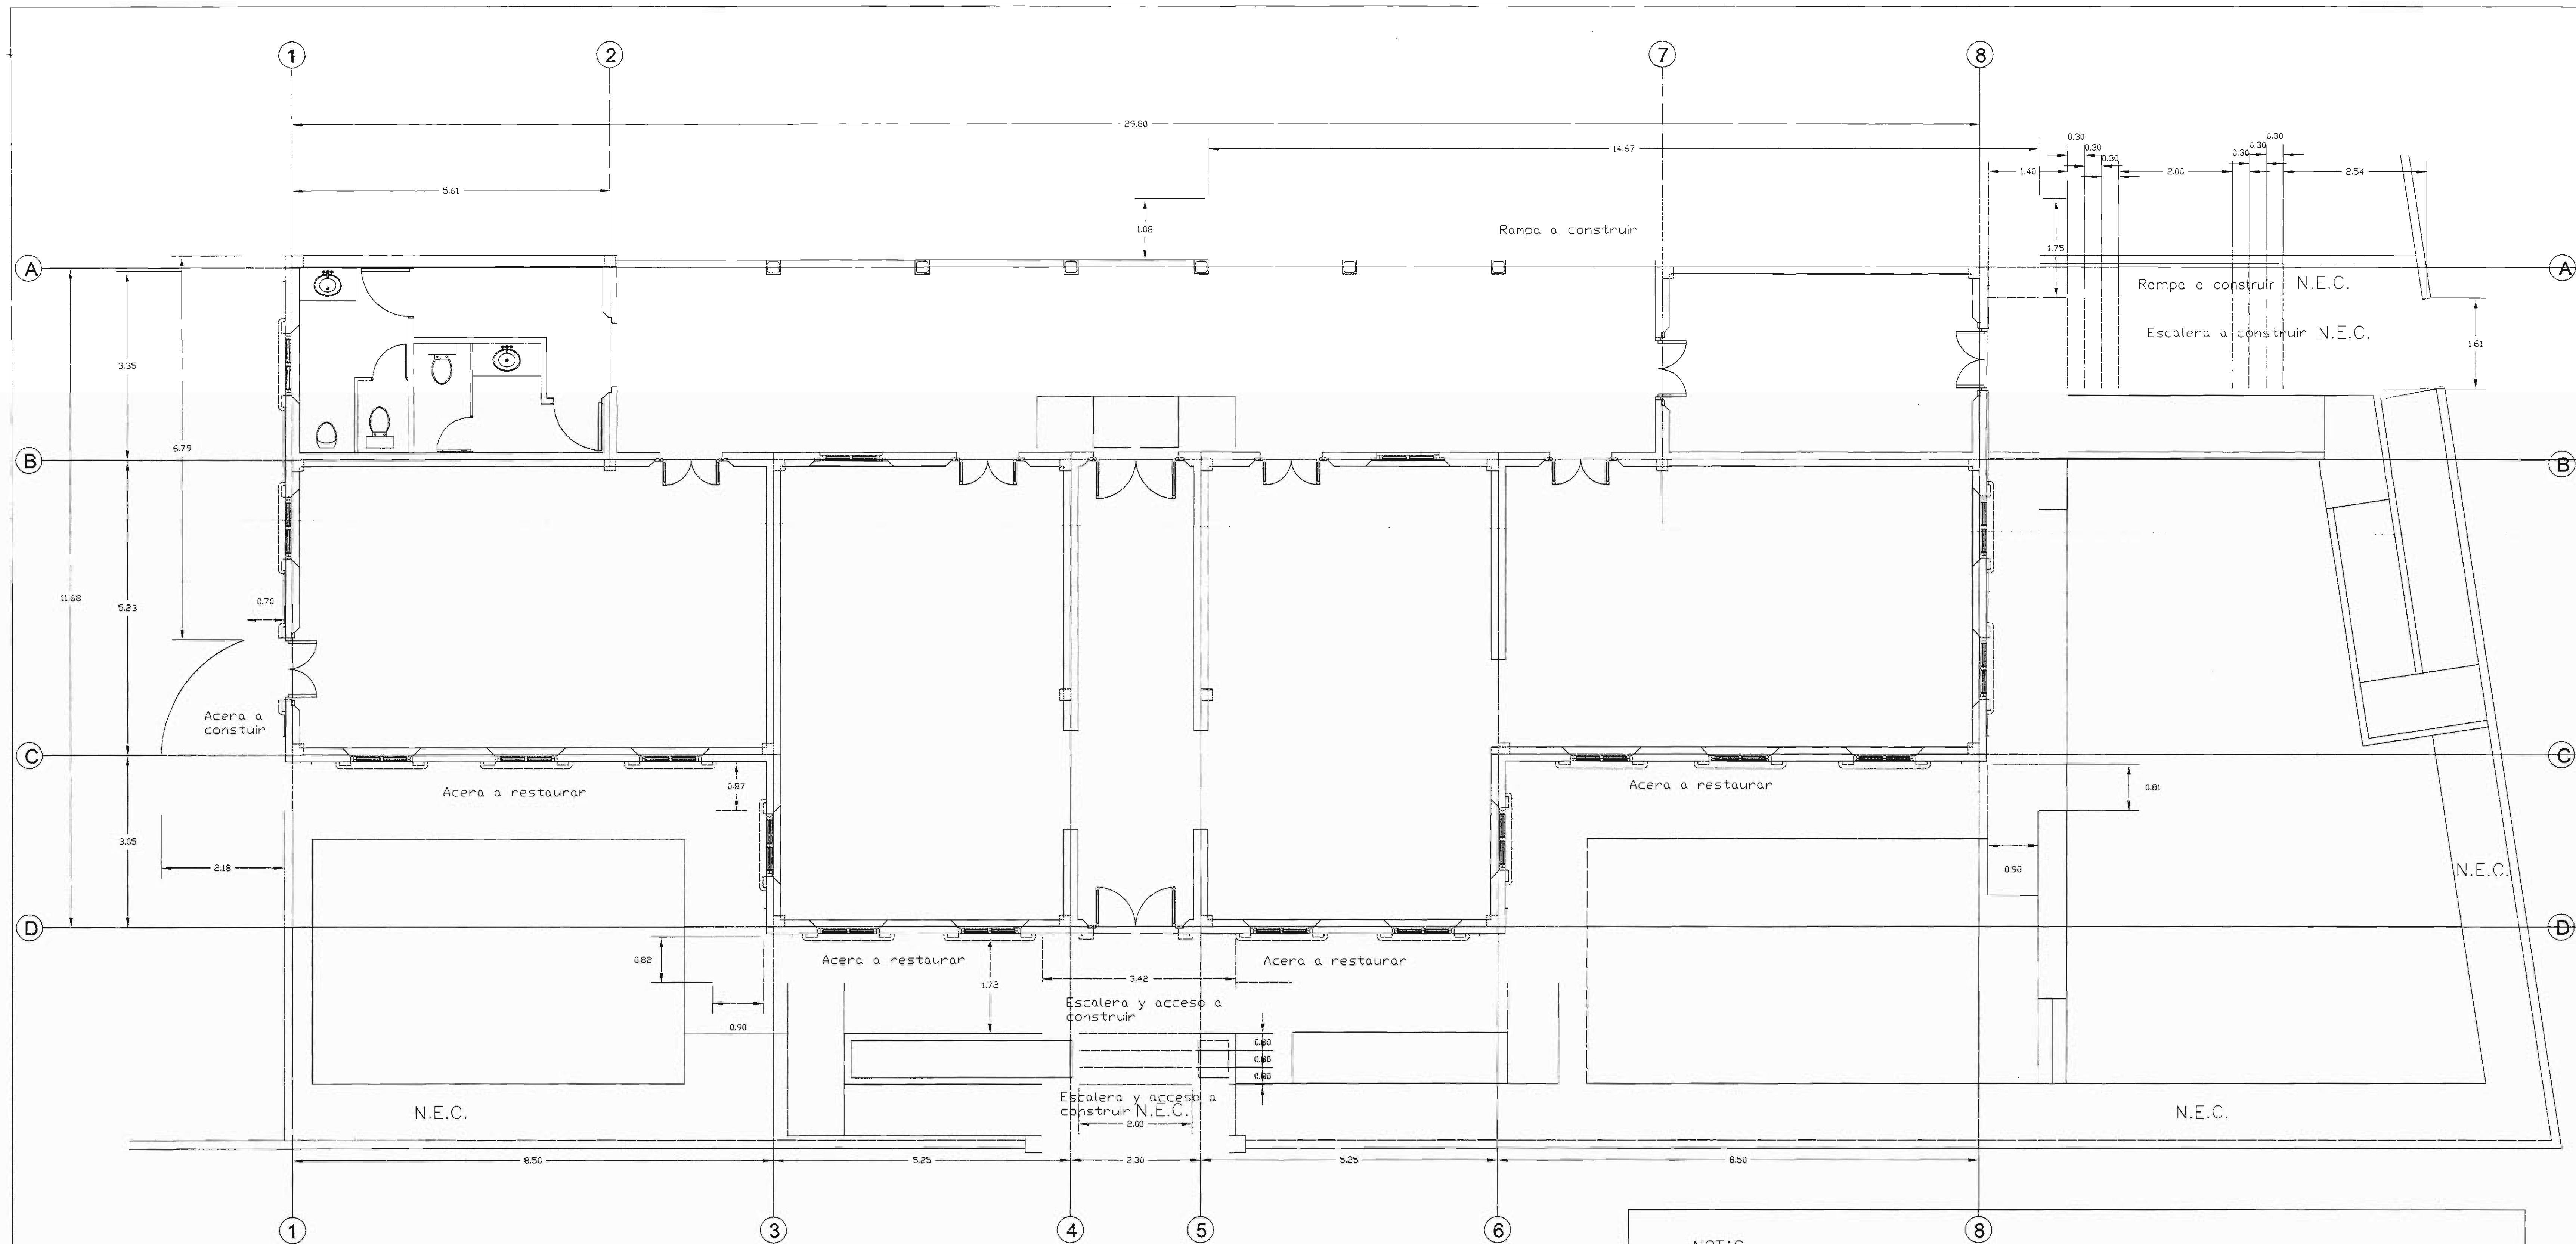 1
2
7
8
29.80
14.67
0.30
0.30
0.30
0.30
0.30
0.30
5.61
1.40
2.00
2.54
1.08
Rampa a construir
1.75
A
A
Rampa a construir N.E.C.
Escalera a construir N.E.C.
1.61
3.35
6.79
B
B
11.68
5.23
0.70
Acera a
constuir
C
C
Acera a restaurar
0.87
Acera a restaurar
0.81
3.05
2.18
0.90
N.E.C.
D
D
0.82
Acera a restaurar
Acera a restaurar
3.42
1.72
Escalera y acceso a
construir
0.90
0.30
0.30
0.30
Escalera y acceso a
construir N.E.C.
N.E.C.
N.E.C.
2.00
8.50
5.25
2.30
5.25
8.50
1
3
4
5
6
8